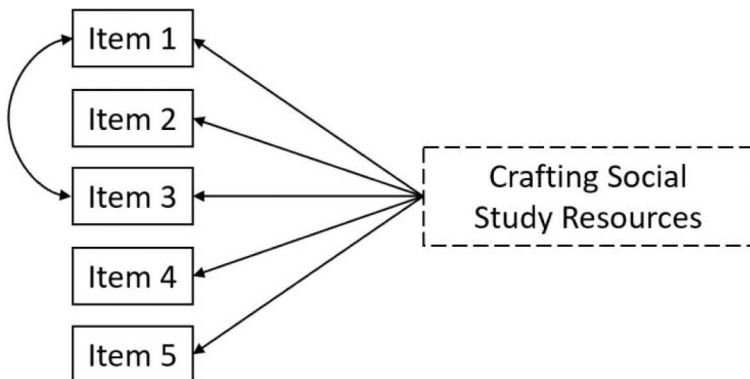 Item 1
Item 2
Item 3
Item 4
Item 5
Crafting Social
Study Resources